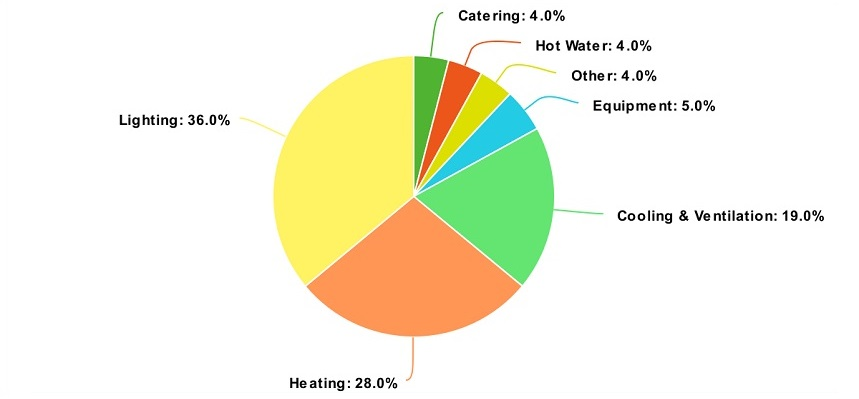 Catering: 4.0%
Hot Water: 4.0%
Other: 4.0%
Equipment: 5.0%
Lighting: 36.0%
Cooling & Ventilation: 19.0%
Heating: 28.0%